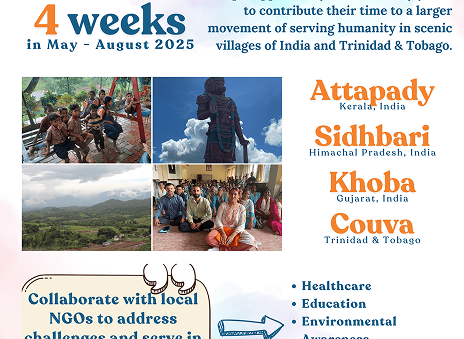 4 weeks
in May - August 2025
to contribute their time to a larger
movement of serving humanity in scenic
villages of India and Trinidad & Tobago.
Attapady
Kerala, India
Sidhbari
Himachal Pradesh, India
Khoba
Gujarat, India
Couva
Trinidad & Tobago
Collaborate with local
NGOs to address
challenges and serve in
• Healthcare
• Education
• Environmental
Awareness